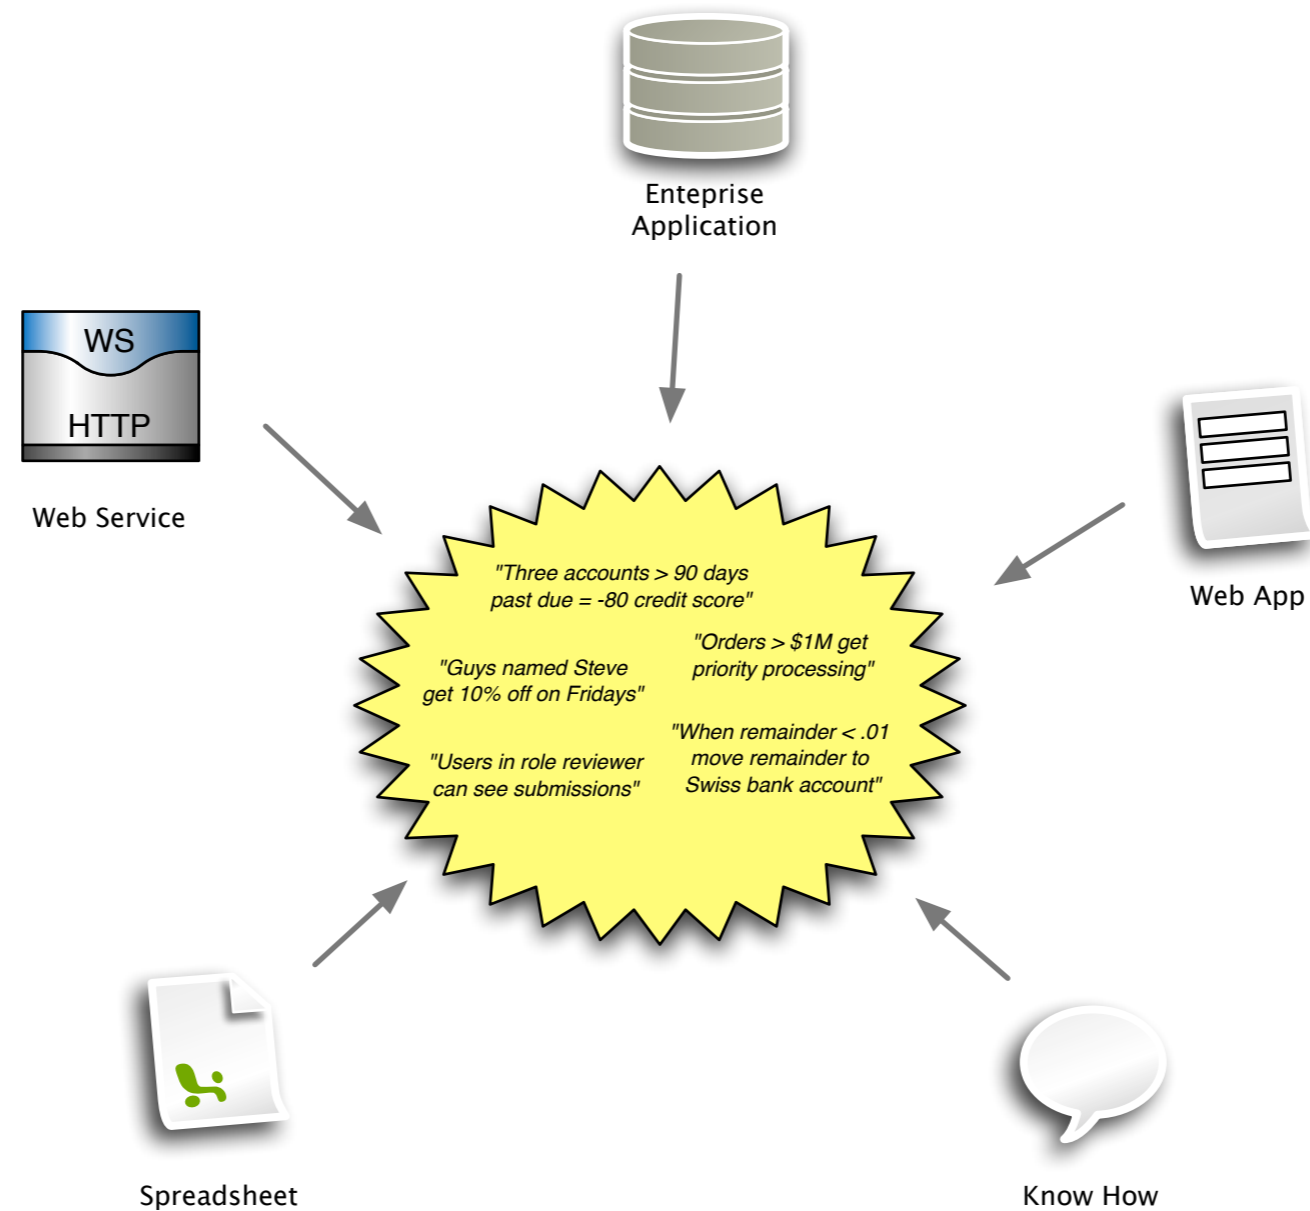 Enteprise
Application
WS
HTTP
Web Service
Web App
"Three accounts > 90 days
past due = -80 credit score"
"Orders > $1M get
priority processing"
"Guys named Steve
get 10% off on Fridays"
"When remainder < .01
move remainder to
Swiss bank account"
"Users in role reviewer
can see submissions"
Spreadsheet
Know How